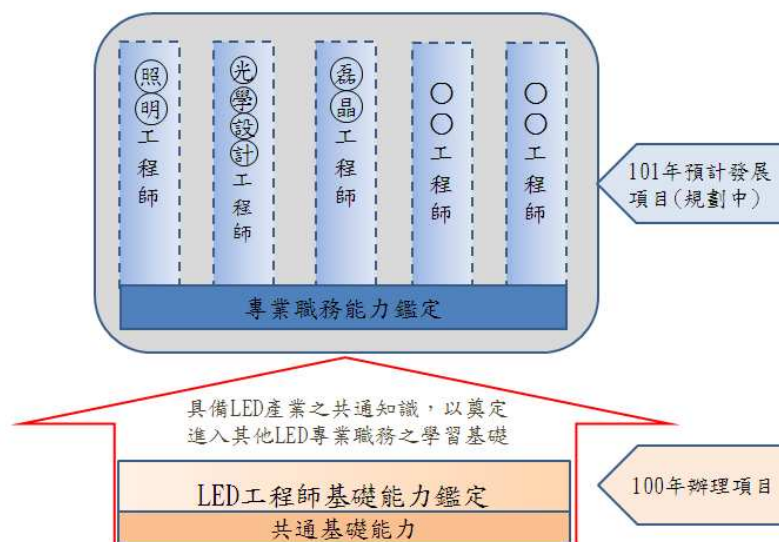 照明工程師
光學設計工程師
磊晶工程師
〇〇工程師
〇〇工程師
101年預計發展
項目(規劃中)
專業職務能力鑑定
具備LED產業之共通知識，以奠定
進入其他LED專業職務之學習基礎
LED工程師基礎能力鑑定
100年辦理項目
共通基礎能力